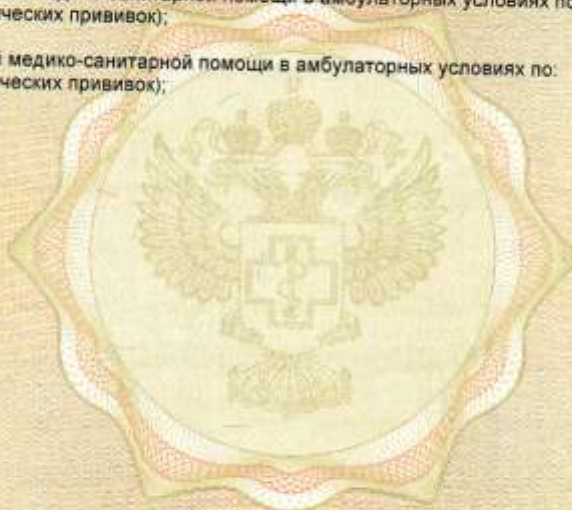 помощи в амбулаторных условиях по
ческих прививок);
медико-санитарной помощи в амбулаторных условиях по:
ческих прививок);